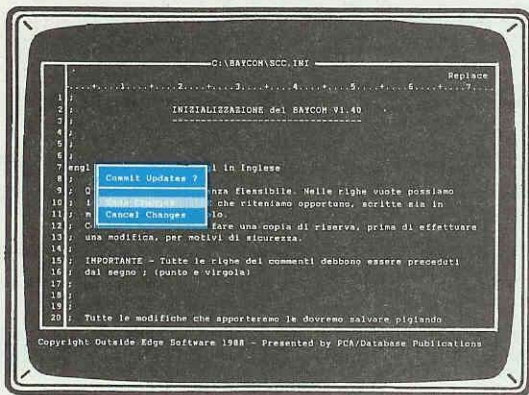 C:\BAYCOM\SCC.INI
Replace
....+....1....+....2....+....3....+....4....+....5....+....6....+....7...
1 ;
2 ; INIZIALIZZAZIONE del BAYCOM V1.40
3 ; ---------------------------------
4 ;
5 ;
6 ;
7 engl i in Inglese
8 ;
9 ; Q nza flessibile. Nelle righe vuote possiamo
10 ; i che riteniamo opportuno, scritte sia in
11 ; m lo.
12 ; C fare una copia di riserva, prima di effettuare
13 ; una modifica, per motivi di sicurezza.
14 ;
15 ; IMPORTANTE - Tutte le righe dei commenti debbono essere preceduti
16 ; dal segno ; (punto e virgola)
17 ;
18 ;
19 ;
20 ; Tutte le modifiche che apporteremo le dovremo salvare pigiando
Commit Updates ?
Changes
Cancel Changes
Copyright Outside Edge Software 1988 - Presented by PCA/Database Publications